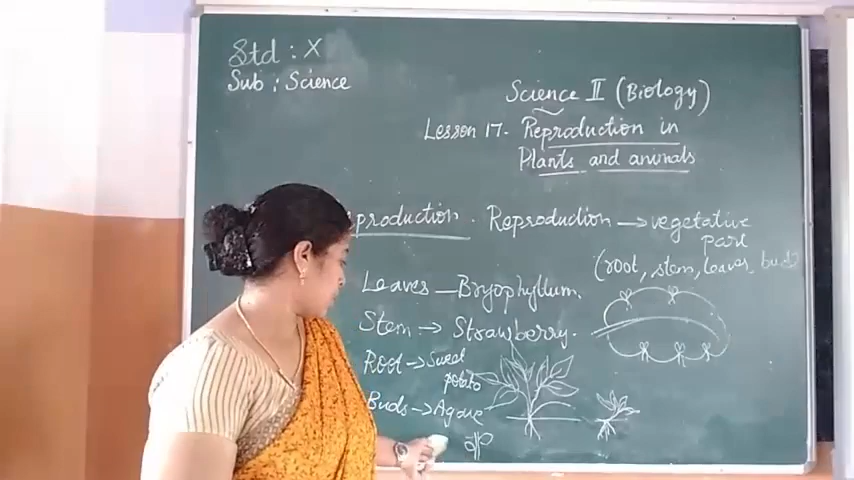 Std : X
Sub : Science
Science II (Biology)
Lesson 17. Reproduction in
Plants and animals
production. Reproduction → vegetative
part
(root, stem, leaves, buds
Leaves — Bryophyllum.
Stem → Strawberry.
Root → Sweet
potato
Buds → Agave